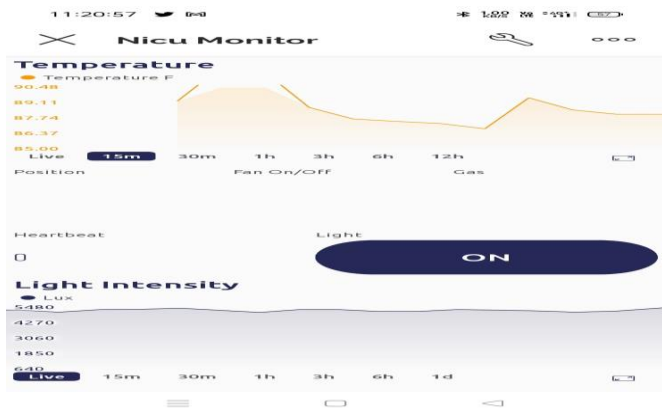 11:20:57
57
Nicu Monitor
Temperature
Temperature F
90.48
89.11
87.74
86.37
85.00
Live 15m 30m 1h 3h 6h 12h
Position Fan On/Off Gas
Heartbeat Light
0 ON
Light Intensity
Lux
5480
4270
3060
1850
640
Live 15m 30m 1h 3h 6h 1d